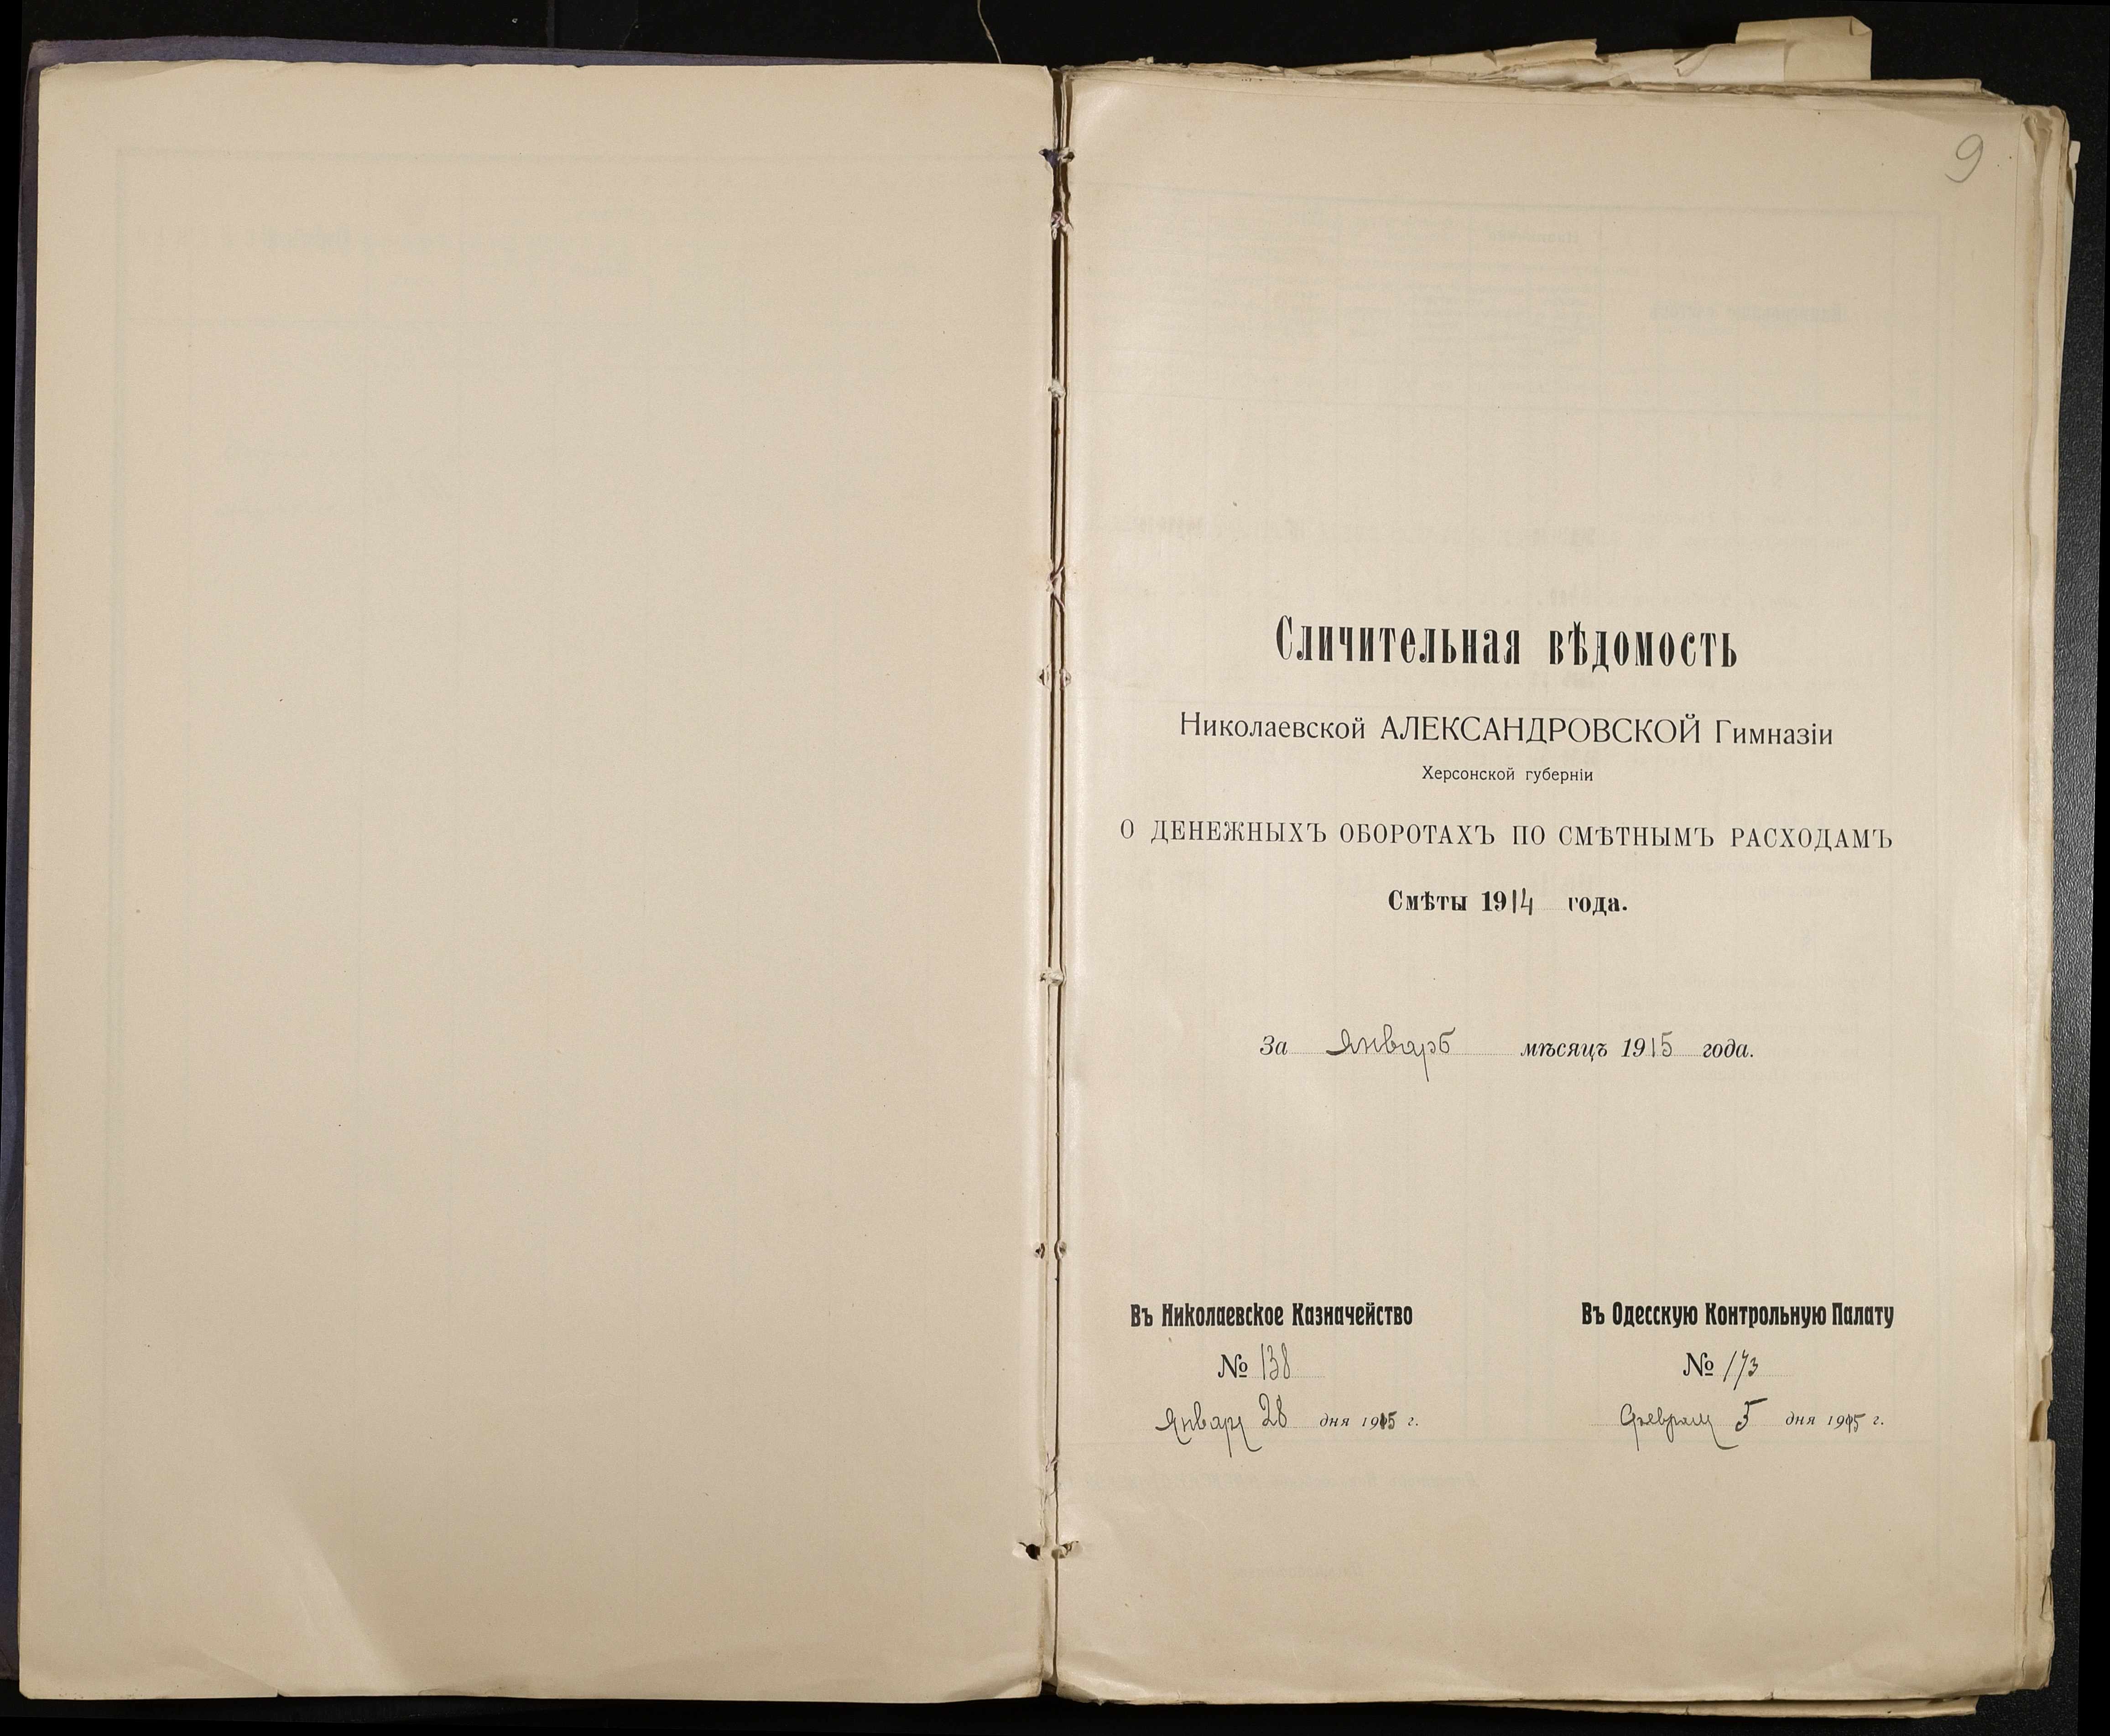 9
Сличительная вѣдомость
Николаевской АЛЕКСАНДРОВСКОЙ Гимназіи
Херсонской губерніи
О ДЕНЕЖНЫХЪ ОБОРОТАХЪ ПО СМѢТНЫМЪ РАСХОДАМЪ
Смѣты 1914 года.
За Январь мѣсяцъ 1915 года.
Въ Николаевское Казначейство
№ 138
Января 28 дня 1915 г.
Въ Одесскую Контрольную Палату
№ 173
Февраля 5 дня 1915 г.